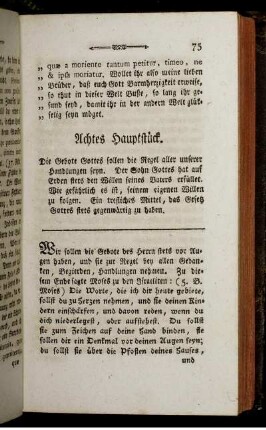 75
„ quæ a moriente tantum petitur, timeo, ne
„ & ipsi moriatur. Wollet ihr also meine lieben
Brüder, daß euch Gott Barmherzigkeit erweise,
so thut in dieser Welt Busse, so lang ihr ge-
sund seyd, damit ihr in der andern Welt glük-
selig seyn möget.
Achtes Hauptstück.
Die Gebote Gottes sollen die Regel aller unserer
Handlungen seyn. Der Sohn Gottes hat auf
Erden stets den Willen seines Vaters erfüllet.
Wie gefährlich es ist, seinem eigenen Willen
zu folgen. Ein tröstliches Mittel, das Gesetz
Gottes stets gegenwärtig zu haben.
Wir sollen die Gebote des Herrn stets vor Au-
gen haben, und sie zur Regel bey allen Gedan-
ken, Begierden, Handlungen nehmen. Zu die-
sem Ende sagte Moses zu den Israeliten: (5. B.
Moses) Die Worte, die ich dir heute gebiete,
sollst du zu Herzen nehmen, und sie deinen Kin-
dern einschärfen, und davon reden, wenn du
dich niederlegest, oder aufstehest. Du sollst
sie zum Zeichen auf deine Hand binden, sie
sollen dir ein Denkmal vor deinen Augen seyn;
du sollst sie über die Pfosten deines Hauses,
und